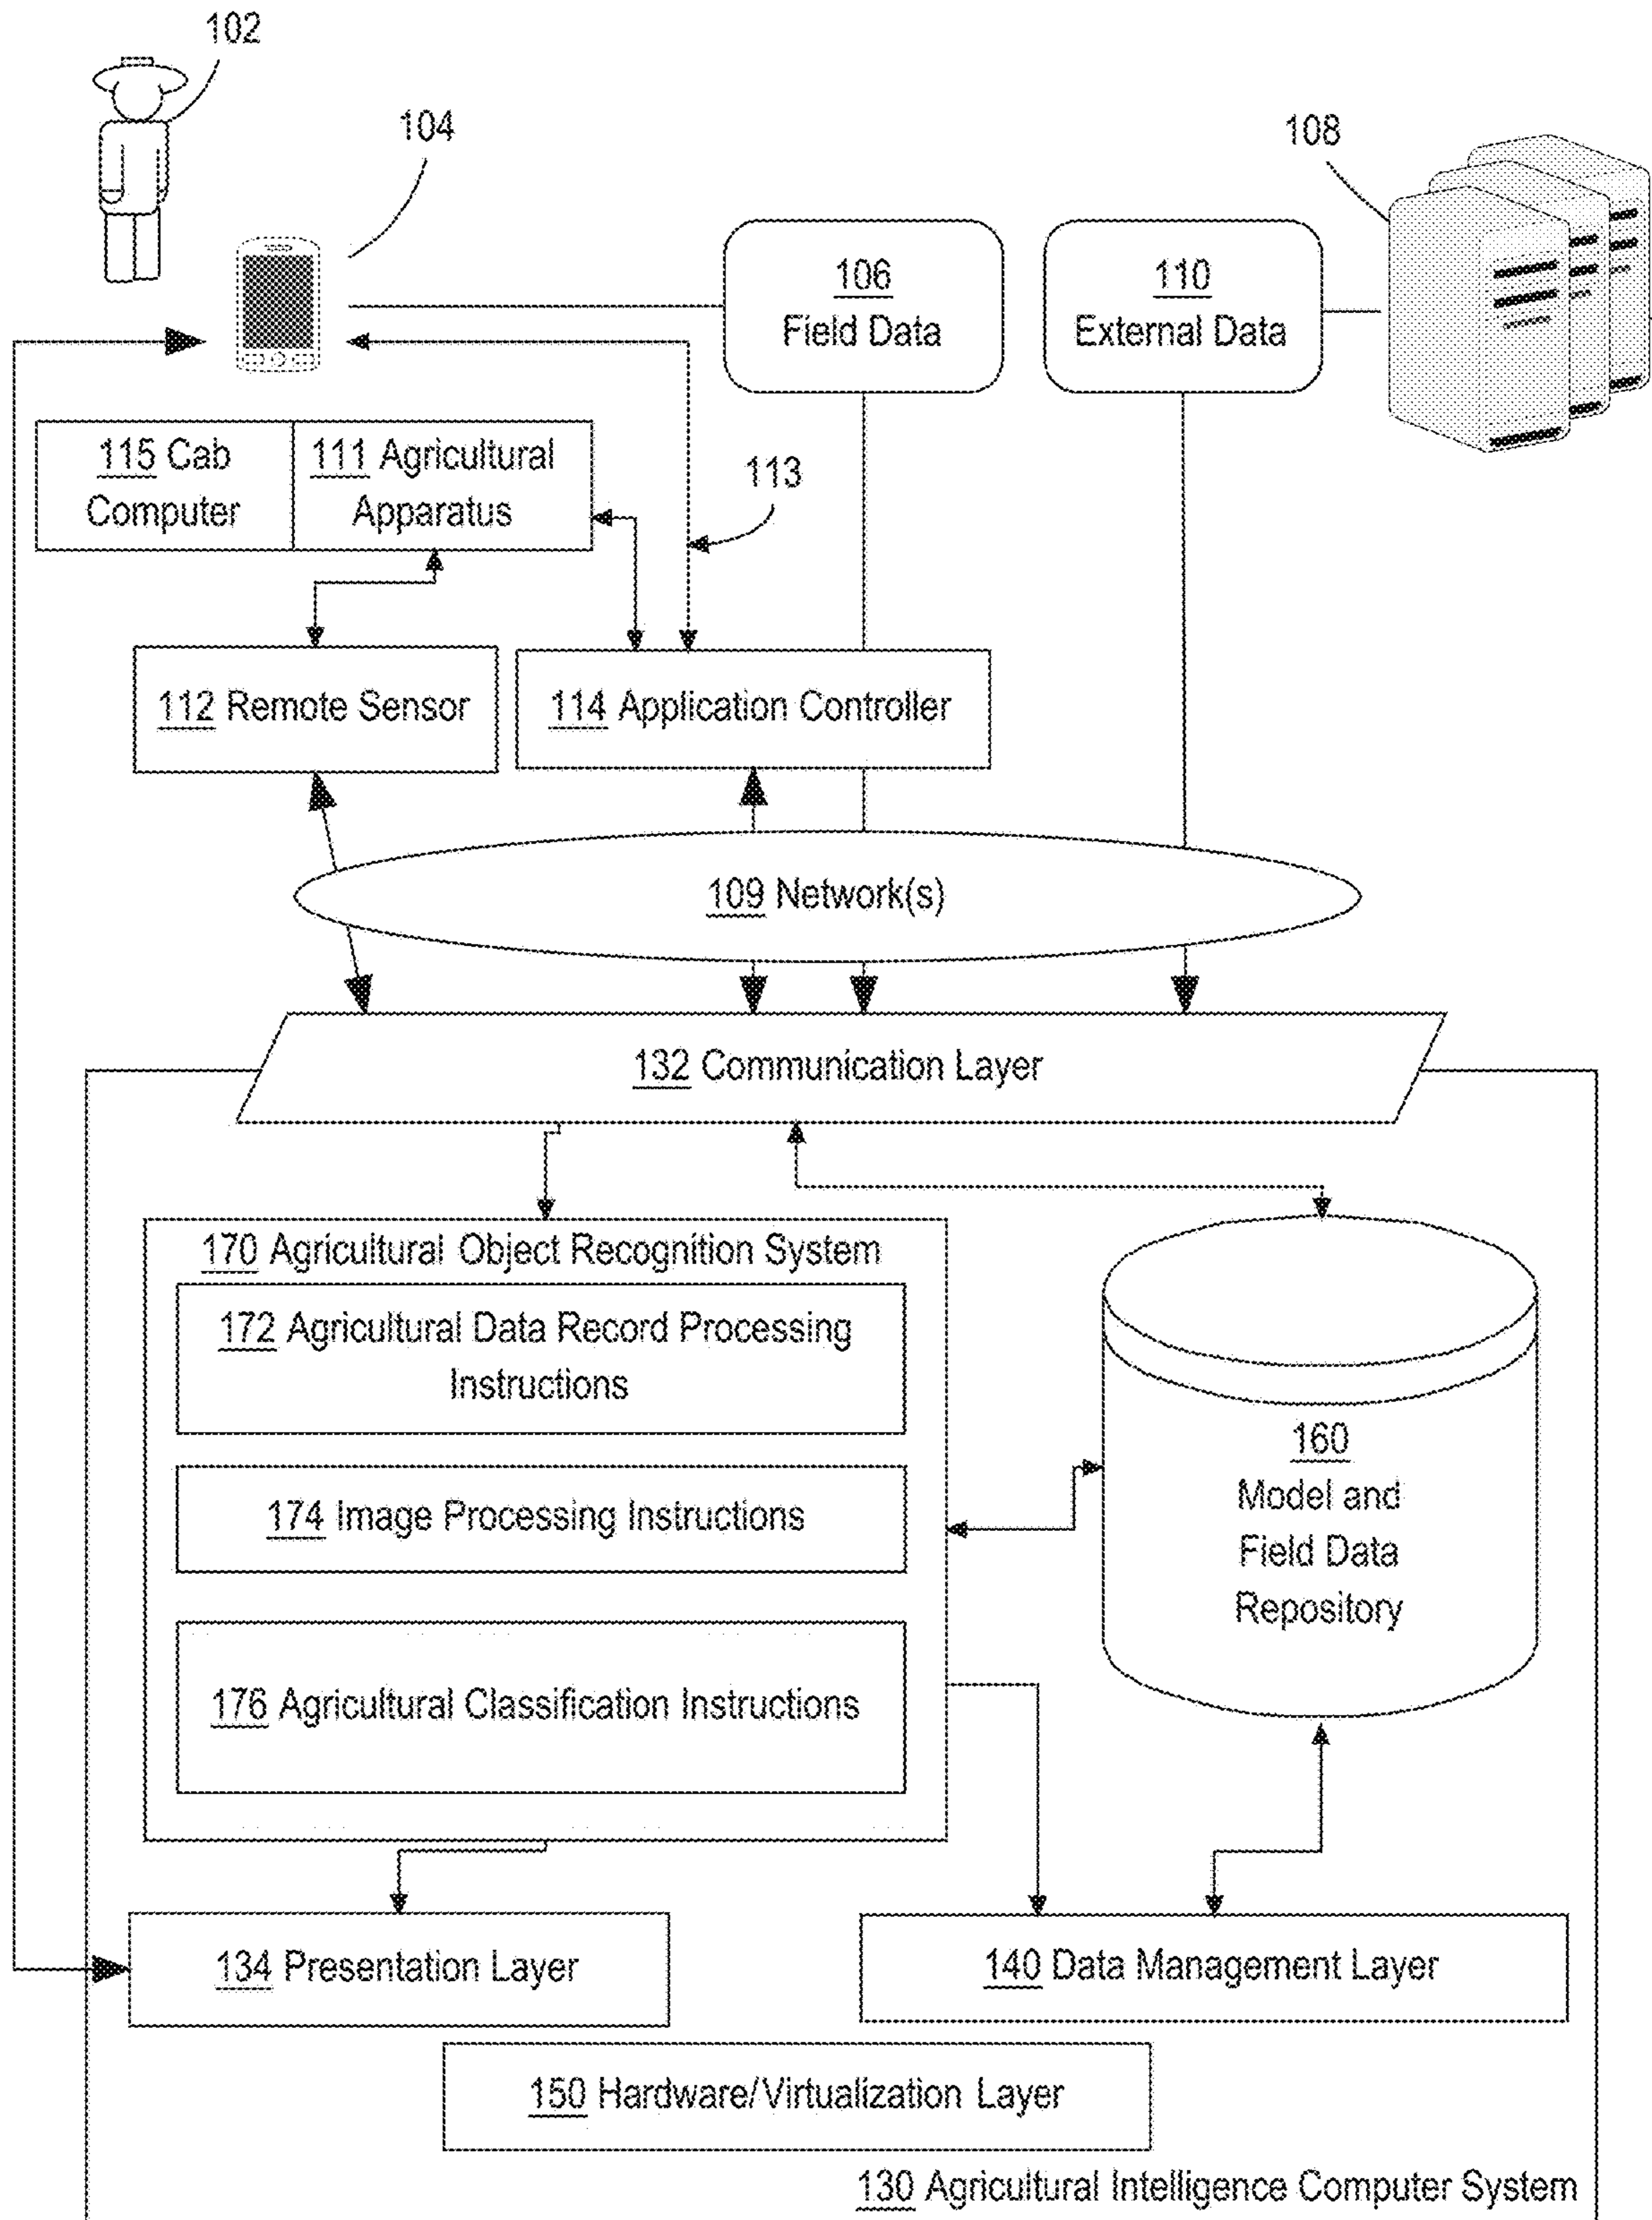 102
104
108
106
Field Data
110
External Data
115 Cab
Computer
111 Agricultural
Apparatus
113
112 Remote Sensor
114 Application Controller
109 Network(s)
132 Communication Layer
170 Agricultural Object Recognition System
172 Agricultural Data Record Processing
Instructions
174 Image Processing Instructions
176 Agricultural Classification Instructions
160
Model and
Field Data
Repository
134 Presentation Layer
140 Data Management Layer
150 Hardware/Virtualization Layer
130 Agricultural Intelligence Computer System